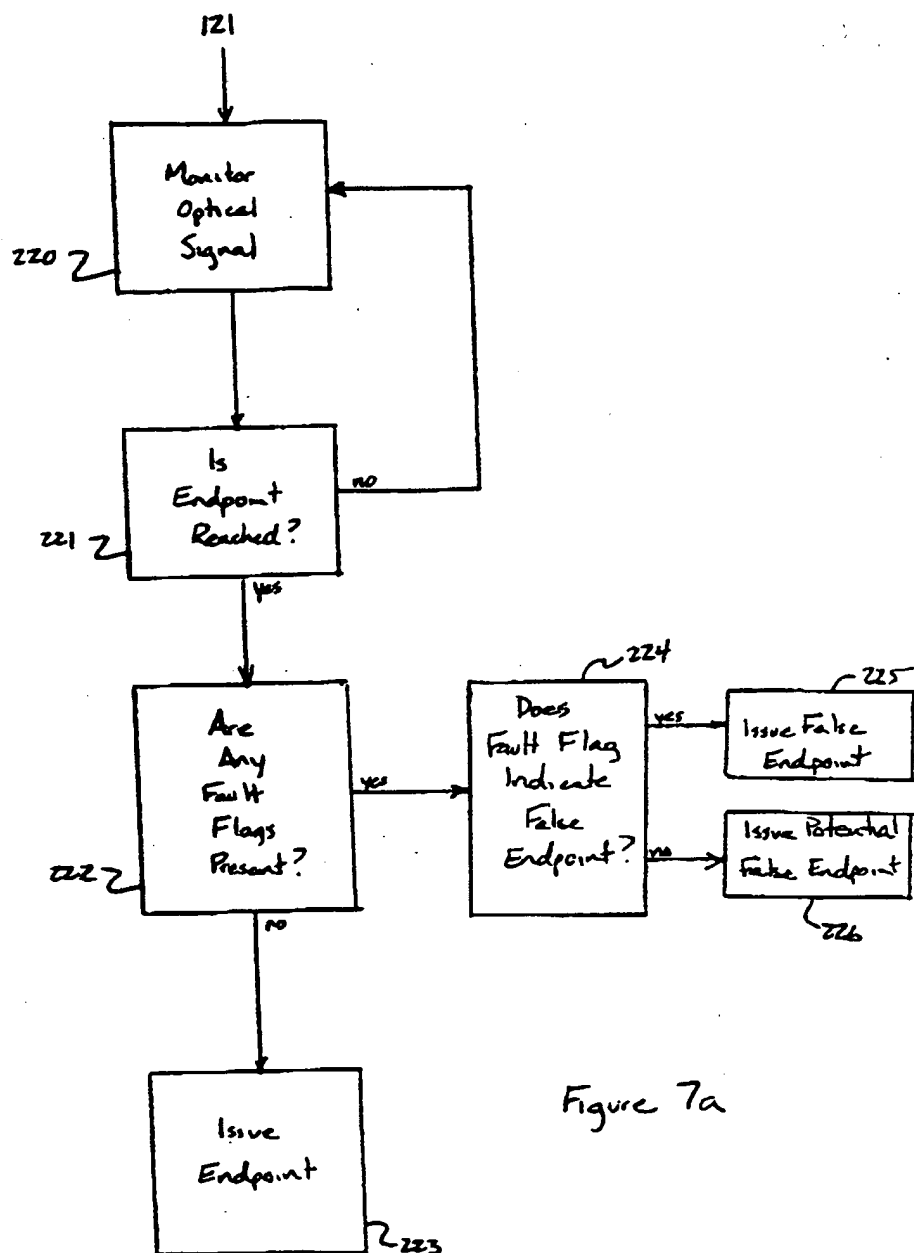 121
Monitor
Optical
Signal
220
Is
Endpoint
Reached?
no
221
yes
Are
Any
Fault
Flags
Present?
yes
222
no
224
Does
Fault Flag
Indicate
False
Endpoint?
yes
no
225
Issue False
Endpoint
Issue Potential
False Endpoint
226
Issue
Endpoint
223
Figure 7a